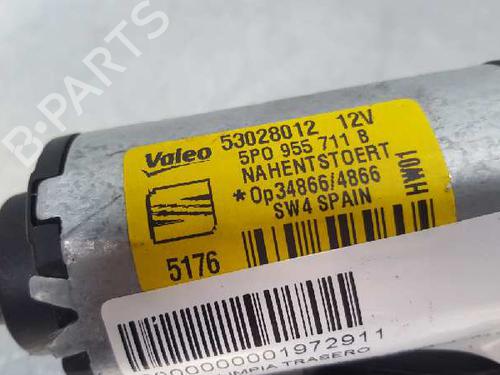 Valeo
53028012 12V
5P0 955 711 B
NAHENTSTOERT
*Op34866/4866
SW4 SPAIN
HW01
5176
000000001972911
LIMPIA TRASERO
B-PARTS